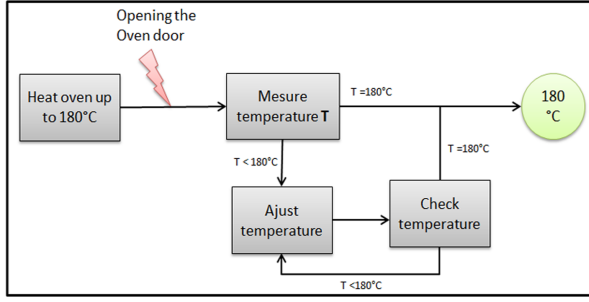 Opening the
Oven door
Heat oven up
to 180°C
Mesure
temperature T
T =180°C
180
°C
T < 180°C
T =180°C
Ajust
temperature
Check
temperature
T <180°C